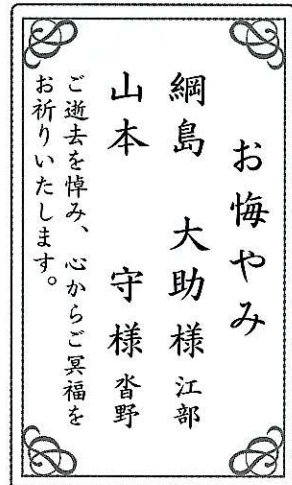 お悔やみ
綱島 大助様 江部
山本 守様 沓野
ご逝去を悼み、心からご冥福を
お祈りいたします。